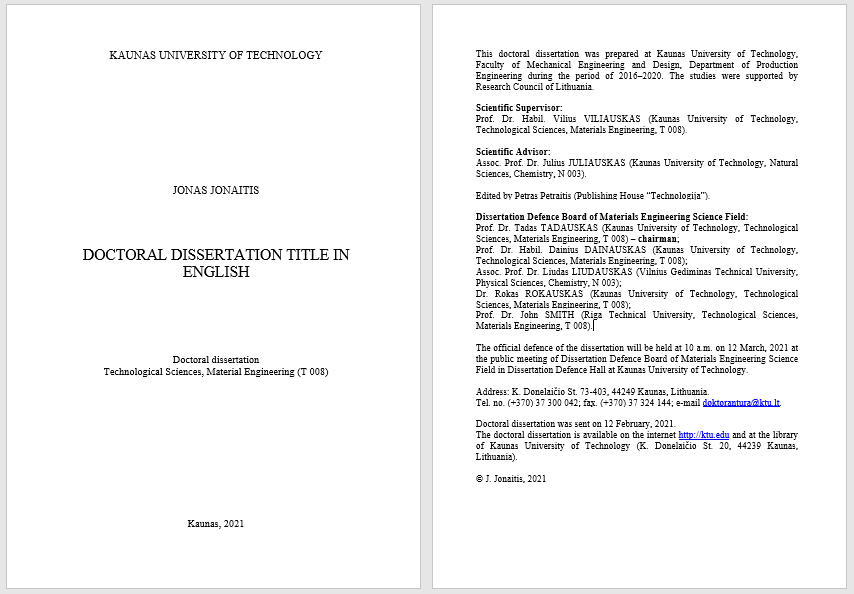 KAUNAS UNIVERSITY OF TECHNOLOGY
JONAS JONAITIS
DOCTORAL DISSERTATION TITLE IN
ENGLISH
Doctoral dissertation
Technological Sciences, Material Engineering (T 008)
Kaunas, 2021
This doctoral dissertation was prepared at Kaunas University of Technology,
Faculty of Mechanical Engineering and Design, Department of Production
Engineering during the period of 2016–2020. The studies were supported by
Research Council of Lithuania.
Scientific Supervisor:
Prof. Dr. Habil. Vilius VILIAUSKAS (Kaunas University of Technology,
Technological Sciences, Materials Engineering, T 008).
Scientific Advisor:
Assoc. Prof. Dr. Julius JULIAUSKAS (Kaunas University of Technology, Natural
Sciences, Chemistry, N 003).
Edited by Petras Petraitis (Publishing House “Technologija”).
Dissertation Defence Board of Materials Engineering Science Field:
Prof. Dr. Tadas TADAUSKAS (Kaunas University of Technology, Technological
Sciences, Materials Engineering, T 008) – chairman;
Prof. Dr. Habil. Dainius DAINAUSKAS (Kaunas University of Technology,
Technological Sciences, Materials Engineering, T 008);
Assoc. Prof. Dr. Liudas LIUDAUSKAS (Vilnius Gediminas Technical University,
Physical Sciences, Chemistry, N 003);
Dr. Rokas ROKAUSKAS (Kaunas University of Technology, Technological
Sciences, Materials Engineering, T 008);
Prof. Dr. John SMITH (Riga Technical University, Technological Sciences,
Materials Engineering, T 008).
The official defence of the dissertation will be held at 10 a.m. on 12 March, 2021 at
the public meeting of Dissertation Defence Board of Materials Engineering Science
Field in Dissertation Defence Hall at Kaunas University of Technology.
Address: K. Donelaičio St. 73-403, 44249 Kaunas, Lithuania.
Tel. no. (+370) 37 300 042; fax. (+370) 37 324 144; e-mail doktorantura@ktu.lt.
Doctoral dissertation was sent on 12 February, 2021.
The doctoral dissertation is available on the internet http://ktu.edu and at the library
of Kaunas University of Technology (K. Donelaičio St. 20, 44239 Kaunas,
Lithuania).
© J. Jonaitis, 2021